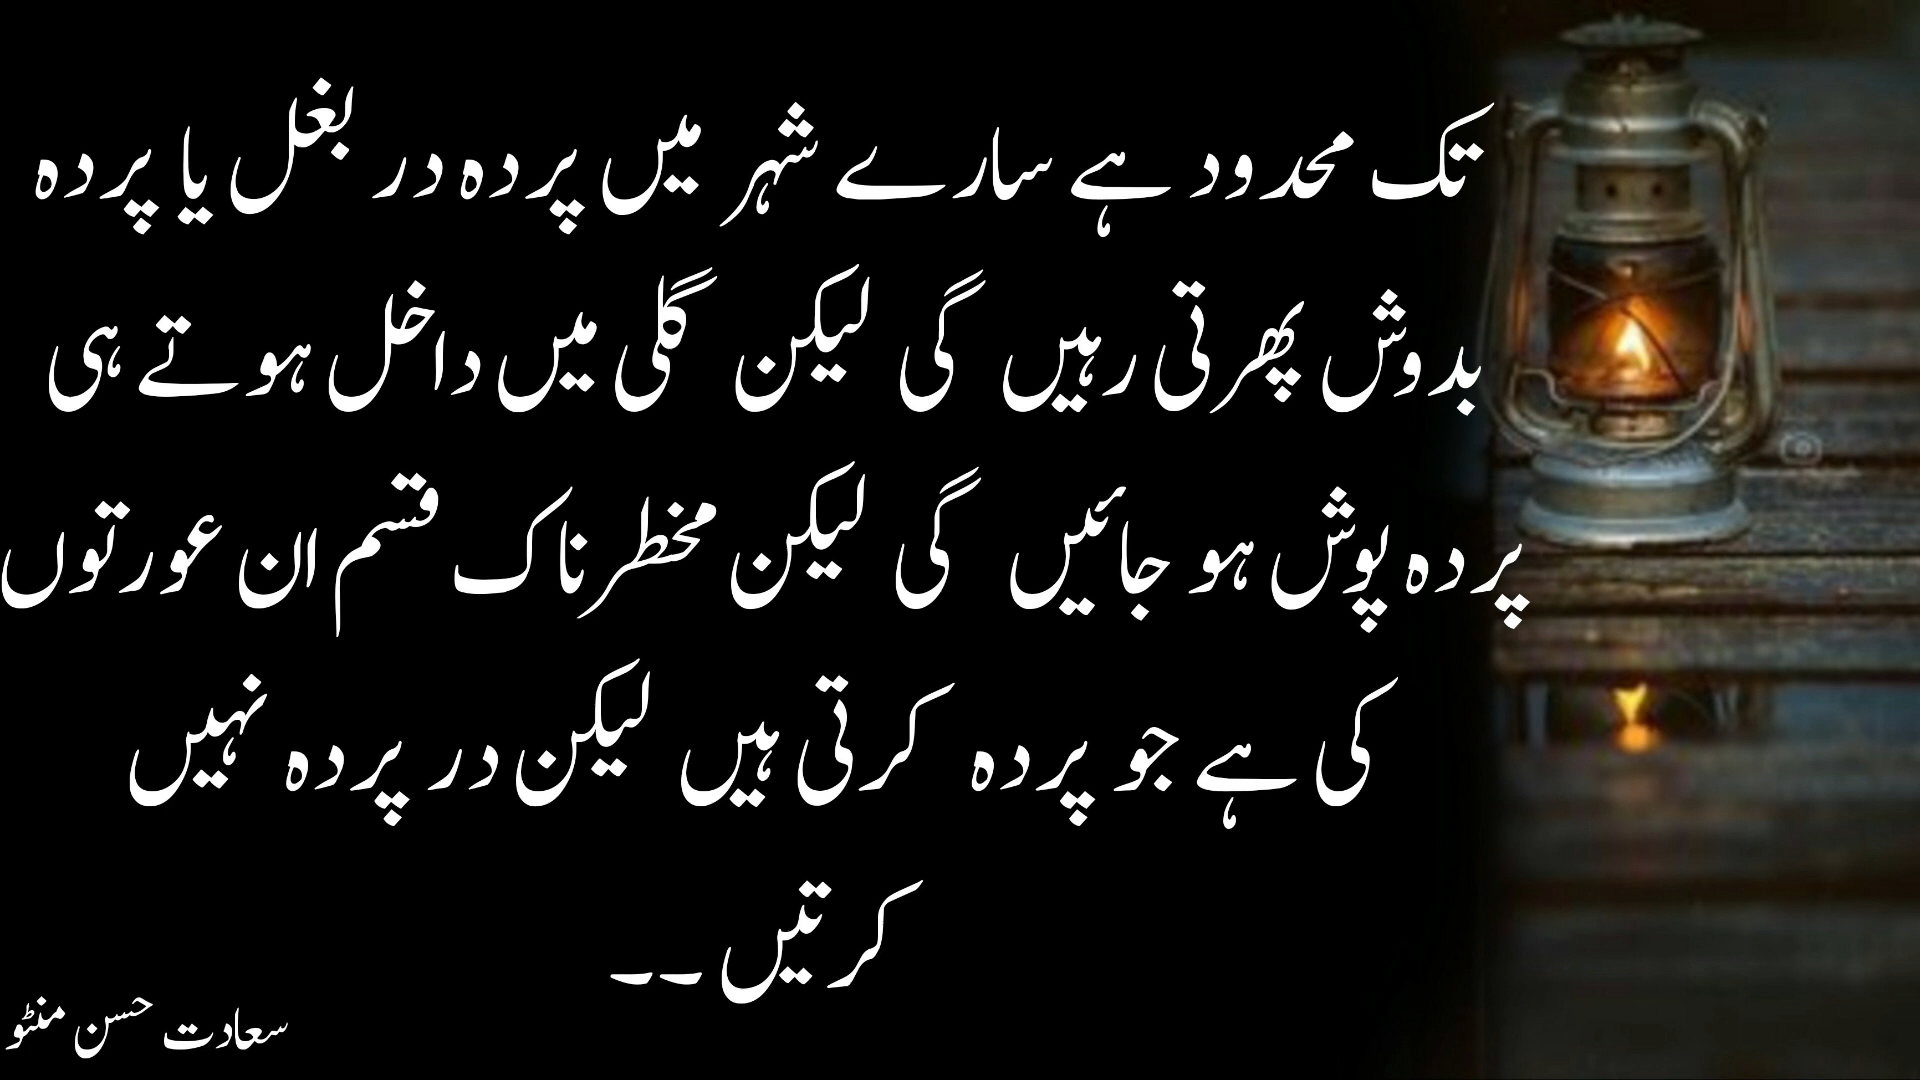 تک محدود ہے سارے شہر میں پردہ در بغل یا پردہ
بدوش پھرتی رہیں گی لیکن گلی میں داخل ہوتے ہی
پردہ پوش ہو جائیں گی لیکن مخطرناک قسم ان عورتوں
کی ہے جو پردہ کرتی ہیں لیکن در پردہ نہیں
کرتیں ۔۔
سعادت حسن منٹو